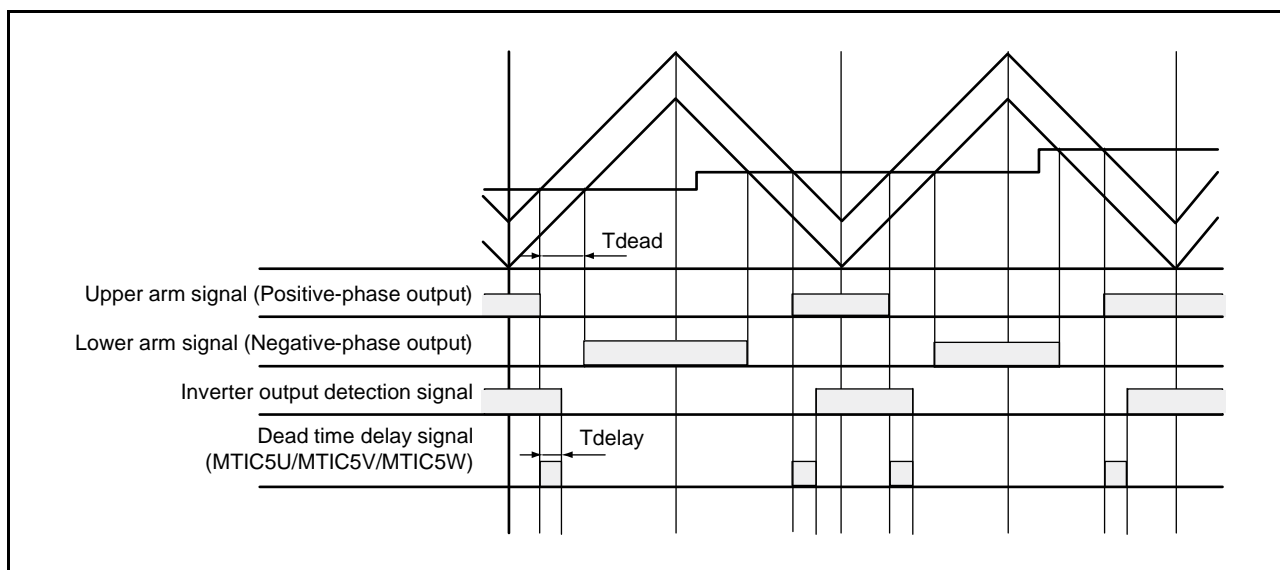 Tdead
Upper arm signal (Positive-phase output)
Lower arm signal (Negative-phase output)
Inverter output detection signal
Dead time delay signal
(MTIC5U/MTIC5V/MTIC5W)
Tdelay